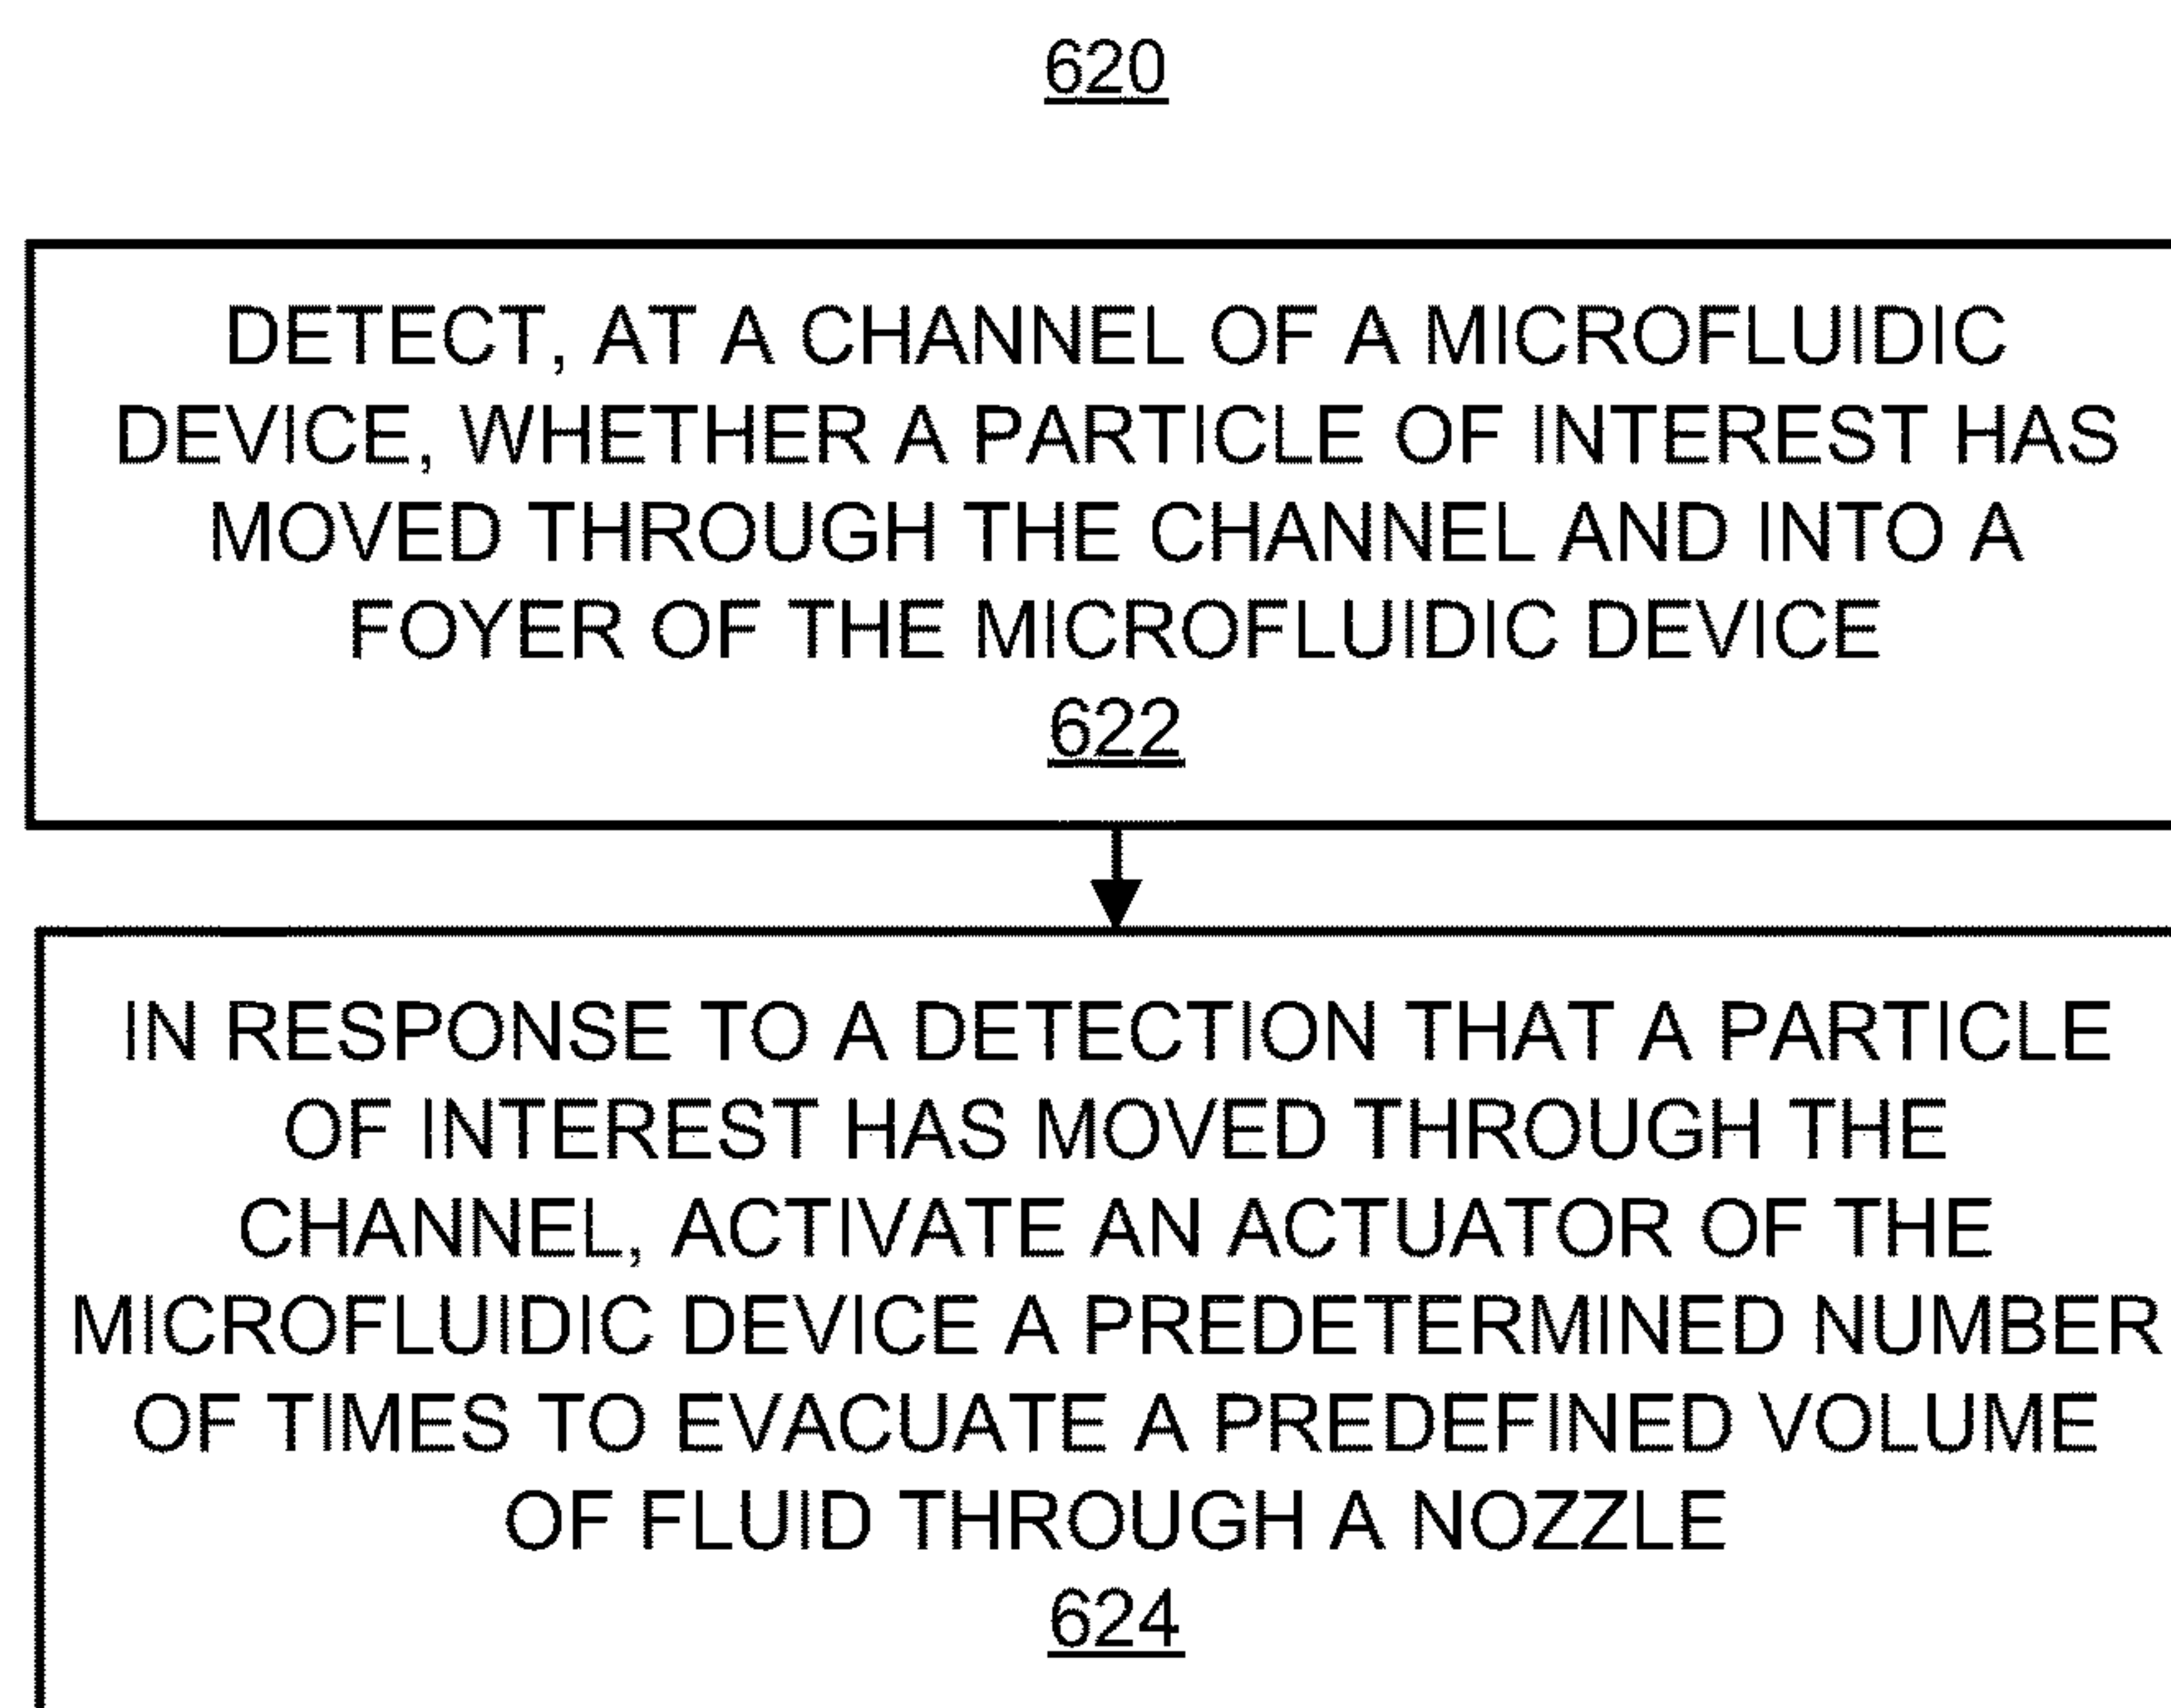 620
DETECT, AT A CHANNEL OF A MICROFLUIDIC
DEVICE, WHETHER A PARTICLE OF INTEREST HAS
MOVED THROUGH THE CHANNEL AND INTO A
FOYER OF THE MICROFLUIDIC DEVICE
622
IN RESPONSE TO A DETECTION THAT A PARTICLE
OF INTEREST HAS MOVED THROUGH THE
CHANNEL, ACTIVATE AN ACTUATOR OF THE
MICROFLUIDIC DEVICE A PREDETERMINED NUMBER
OF TIMES TO EVACUATE A PREDEFINED VOLUME
OF FLUID THROUGH A NOZZLE
624